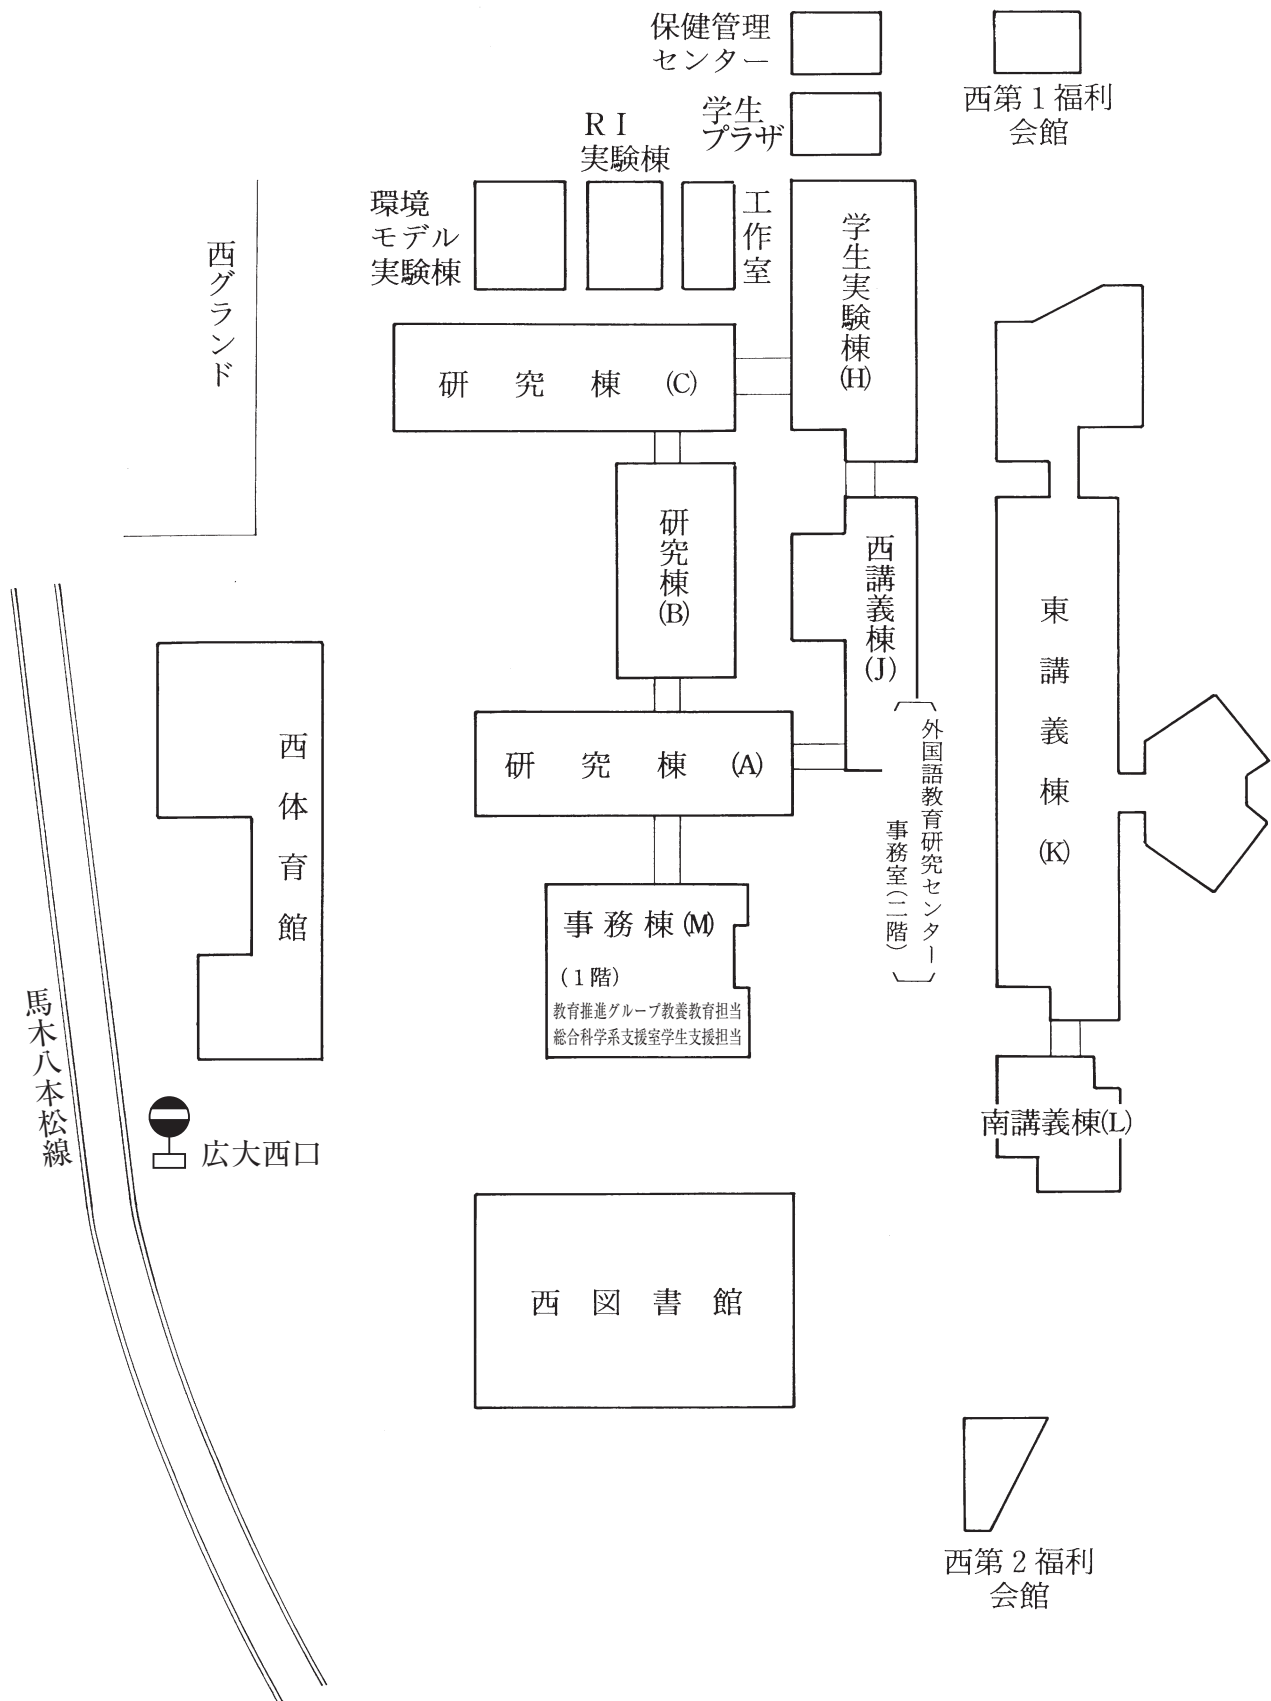 保健管理
センター
西第1福利
会館
学生
プラザ
RI
実験棟
環境
モデル
実験棟
工作室
学生実験棟(H)
西グランド
研究棟(C)
研究棟(B)
西講義棟(J)
東講義棟(K)
研究棟(A)
外国語教育研究センター
事務室(二階)
西体育館
事務棟(M)
(1階)
教育推進グループ教養教育担当
総合科学系支援室学生支援担当
馬木八本松線
広大西口
南講義棟(L)
西図書館
西第2福利
会館